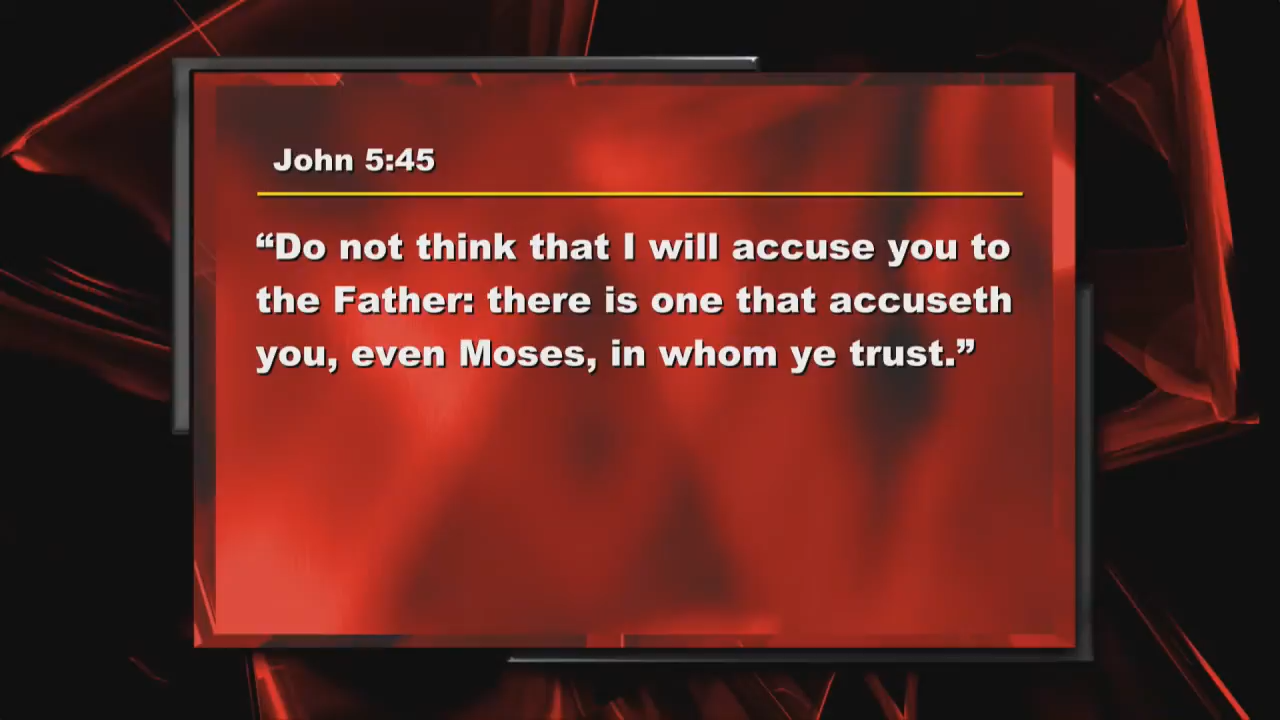 John 5:45
“Do not think that I will accuse you to
the Father: there is one that accuseth
you, even Moses, in whom ye trust.”